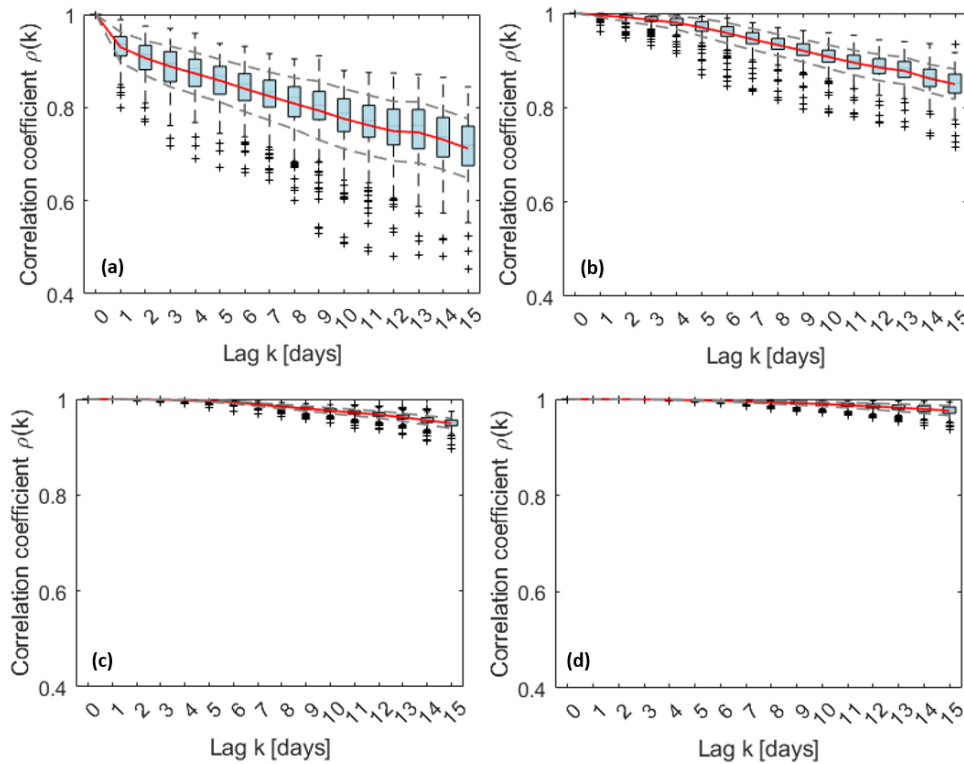 Correlation coefficient ρ(k)
1
0.8
0.6
0.4
(a)
0 1 2 3 4 5 6 7 8 9 10 11 12 13 14 15
Lag k [days]
Correlation coefficient ρ(k)
1
0.8
0.6
0.4
(b)
0 1 2 3 4 5 6 7 8 9 10 11 12 13 14 15
Lag k [days]
Correlation coefficient ρ(k)
1
0.8
0.6
0.4
(c)
0 1 2 3 4 5 6 7 8 9 10 11 12 13 14 15
Lag k [days]
Correlation coefficient ρ(k)
1
0.8
0.6
0.4
(d)
0 1 2 3 4 5 6 7 8 9 10 11 12 13 14 15
Lag k [days]